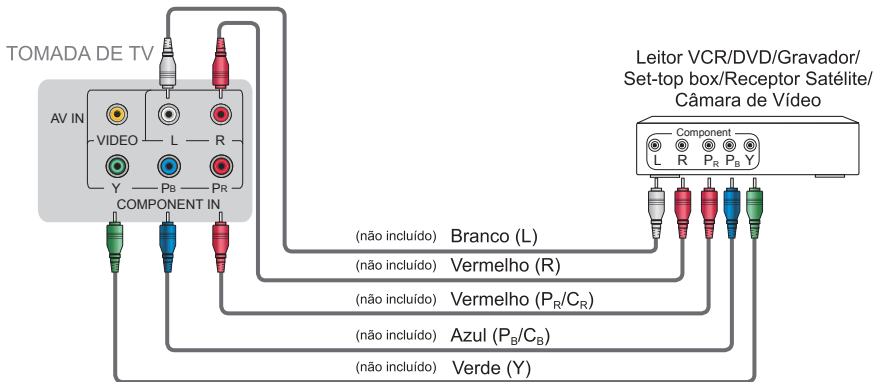 TOMADA DE TV
AV IN
VIDEO L R
Y PB PR
COMPONENT IN
Leitor VCR/DVD/Gravador/
Set-top box/Receptor Satélite/
Câmara de Vídeo
Component
L R PR PB Y
(não incluído) Branco (L)
(não incluído) Vermelho (R)
(não incluído) Vermelho (PR/CR)
(não incluído) Azul (PB/CB)
(não incluído) Verde (Y)